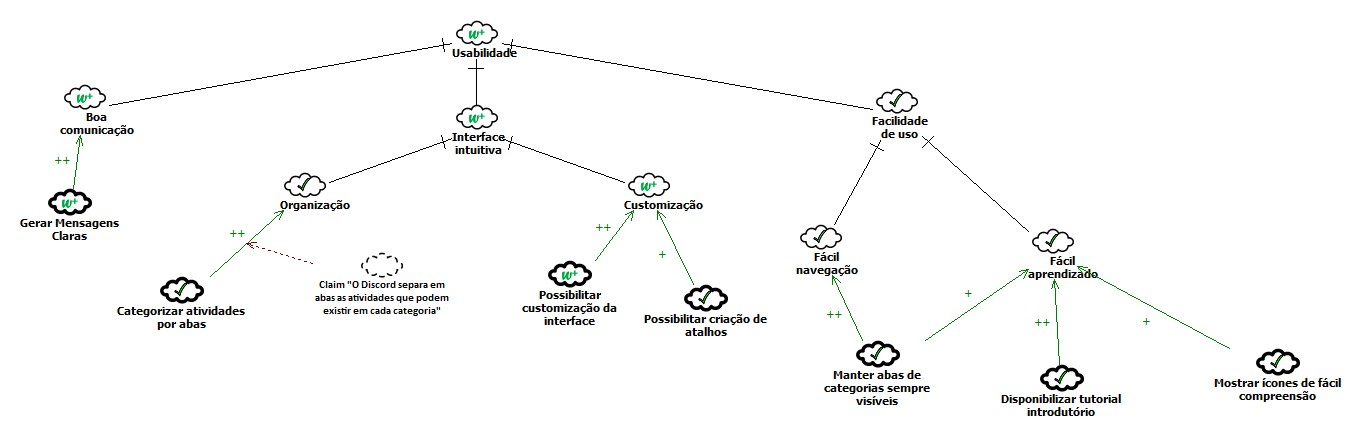 W+
Usabilidade
W+
Boa
comunicação
W+
Interface
intuitiva
Facilidade
de uso
++
W+
Gerar Mensagens
Claras
Organização
W+
Customização
++
++
+
Fácil
navegação
Fácil
aprendizado
Categorizar atividades
por abas
Claim "O Discord separa em
abas as atividades que podem
existir em cada categoria"
W+
Possibilitar
customização da
interface
Possibilitar criação de
atalhos
++
+
++
+
Manter abas de
categorias sempre
visíveis
Disponibilizar tutorial
introdutório
Mostrar ícones de fácil
compreensão